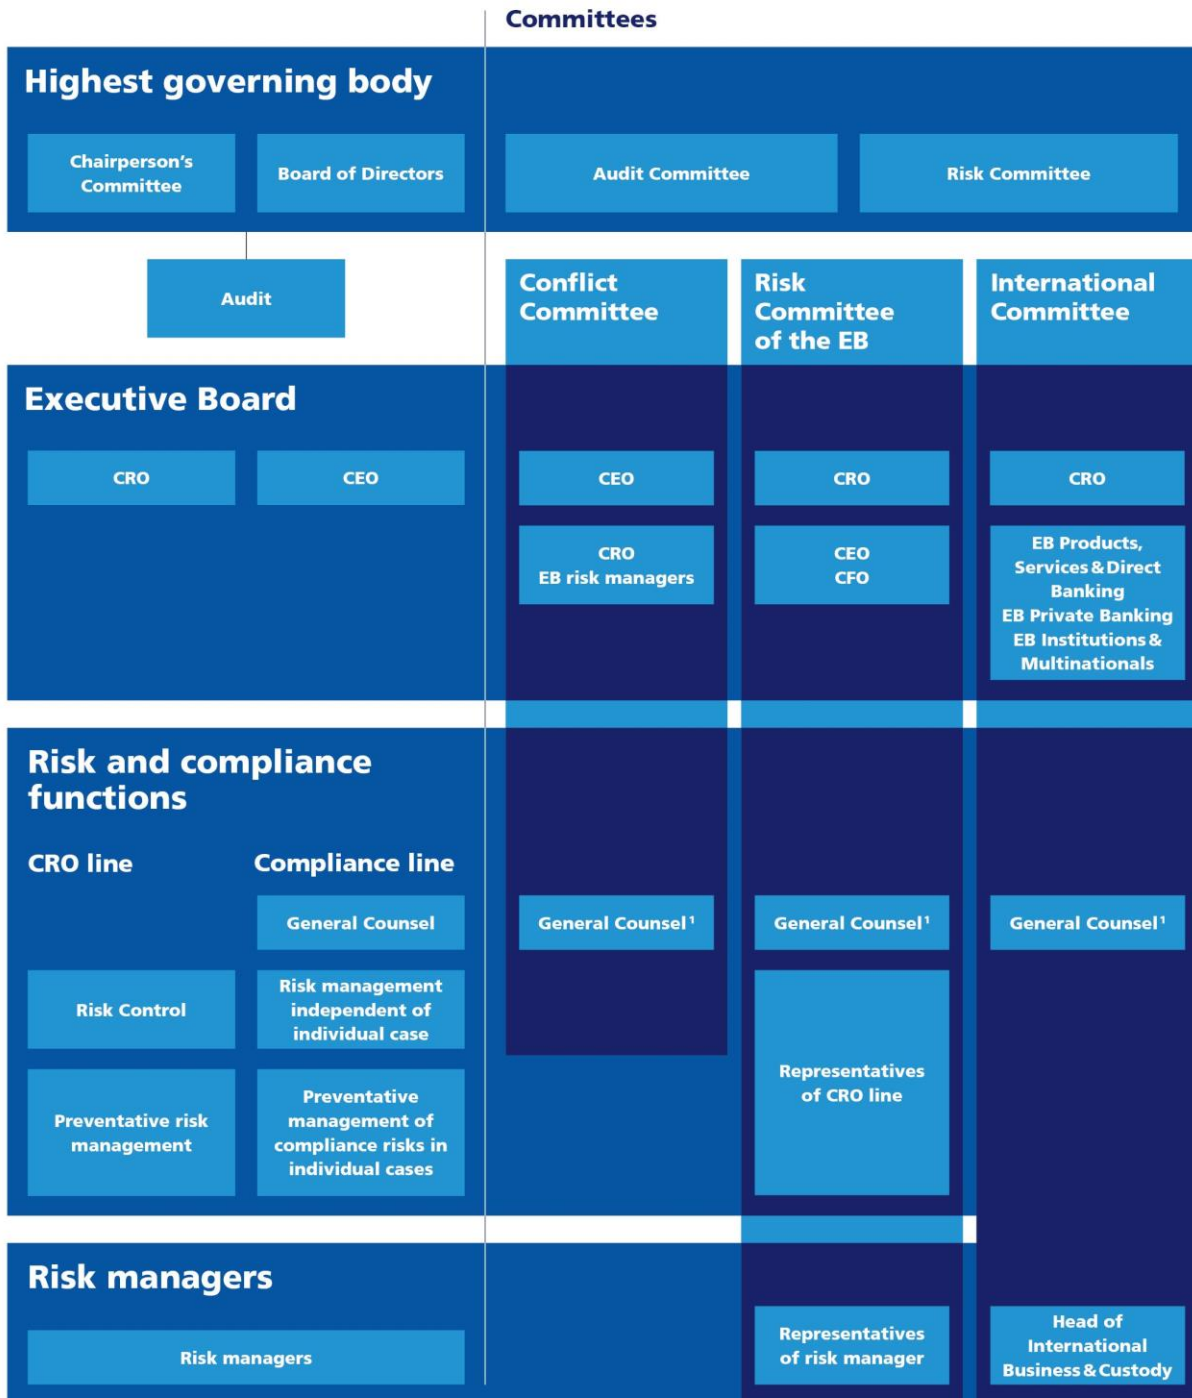 Committees
Highest governing body
Chairperson's
Committee
Board of Directors
Audit Committee
Risk Committee
Audit
Conflict
Committee
Risk
Committee
of the EB
International
Committee
Executive Board
CRO
CEO
CEO
CRO
CRO
CRO
EB risk managers
CEO
CFO
EB Products,
Services & Direct
Banking
EB Private Banking
EB Institutions &
Multinationals
Risk and compliance
functions
CRO line
Compliance line
General Counsel
General Counsel¹
General Counsel¹
General Counsel¹
Risk Control
Risk management
independent of
individual case
Representatives
of CRO line
Preventative risk
management
Preventative
management of
compliance risks in
individual cases
Risk managers
Risk managers
Representatives
of risk manager
Head of
International
Business & Custody